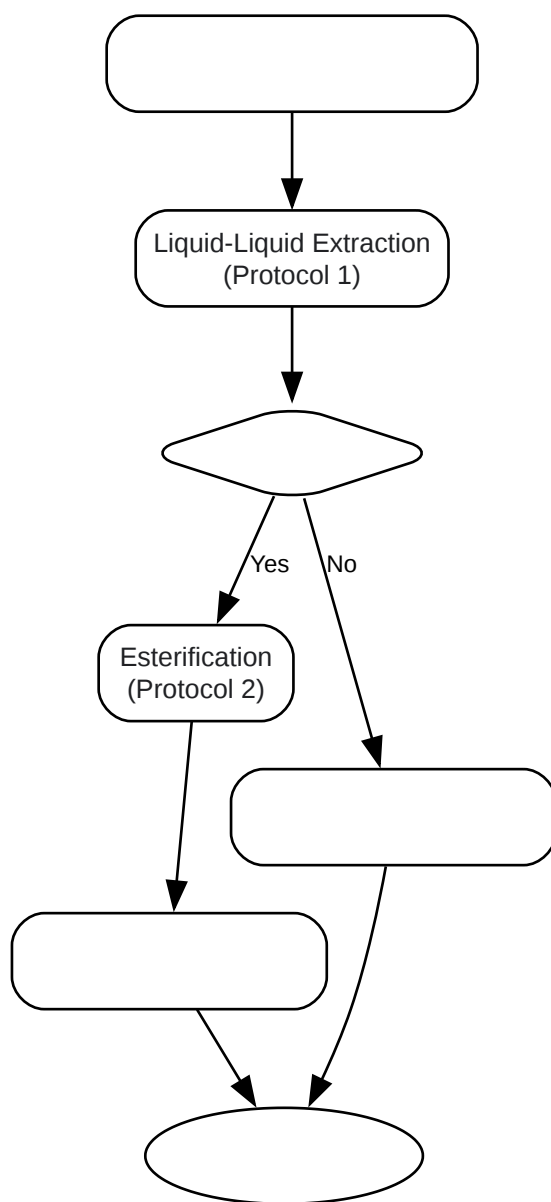 Liquid-Liquid Extraction
(Protocol 1)
Yes
No
Esterification
(Protocol 2)